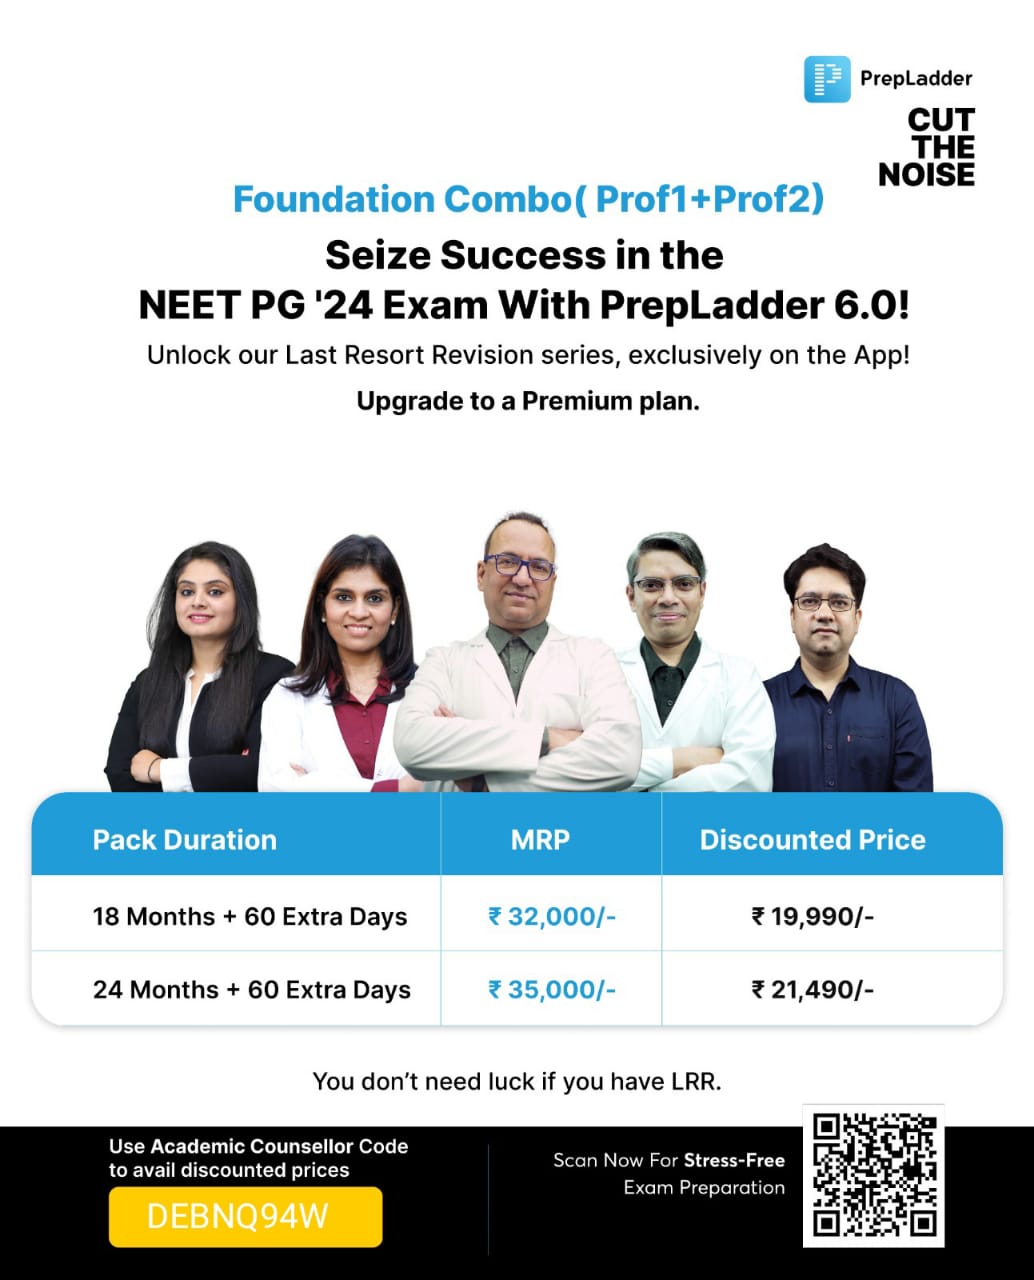 PrepLadder
CUT
THE
NOISE
Foundation Combo( Prof1+Prof2)
Seize Success in the
NEET PG '24 Exam With PrepLadder 6.0!
Unlock our Last Resort Revision series, exclusively on the App!
Upgrade to a Premium plan.
Pack Duration MRP Discounted Price
18 Months + 60 Extra Days ₹ 32,000/- ₹ 19,990/-
24 Months + 60 Extra Days ₹ 35,000/- ₹ 21,490/-
You don’t need luck if you have LRR.
Use Academic Counsellor Code
to avail discounted prices
DEBNQ94W
Scan Now For Stress-Free
Exam Preparation